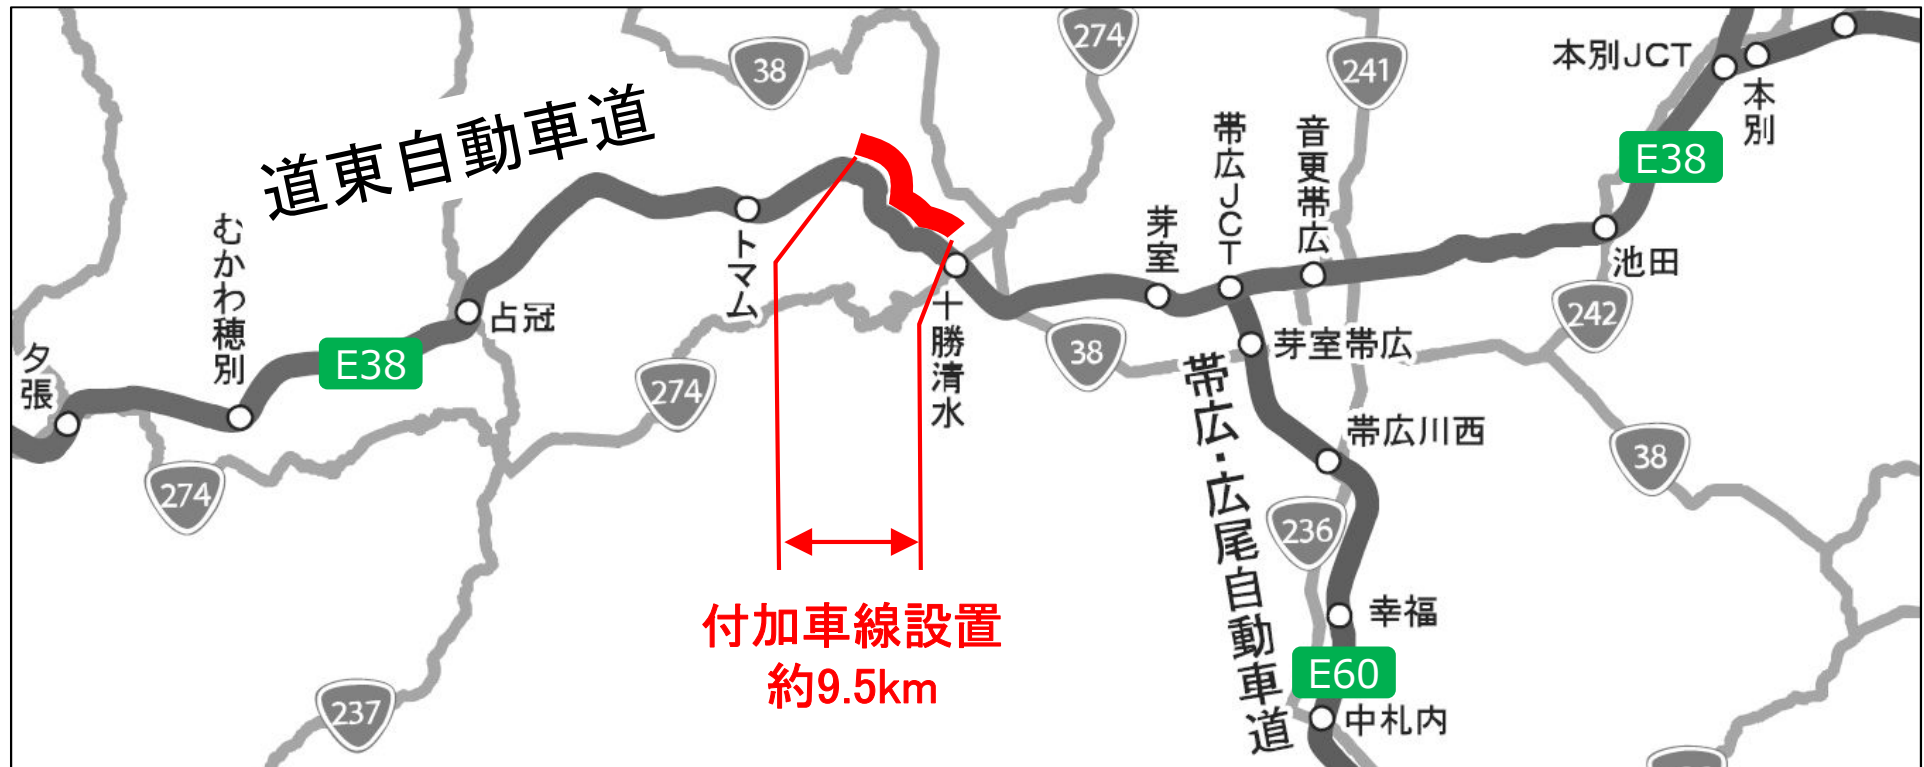 274
38
241
本別JCT
本別
道東自動車道
帯広JCT
音更帯広
E38
むかわ穂別
トマム
芽室
池田
占冠
十勝清水
242
夕張
E38
274
38
芽室帯広
帯広・広尾自動車道
帯広川西
38
274
236
付加車線設置
約9.5km
幸福
E60
237
中札内